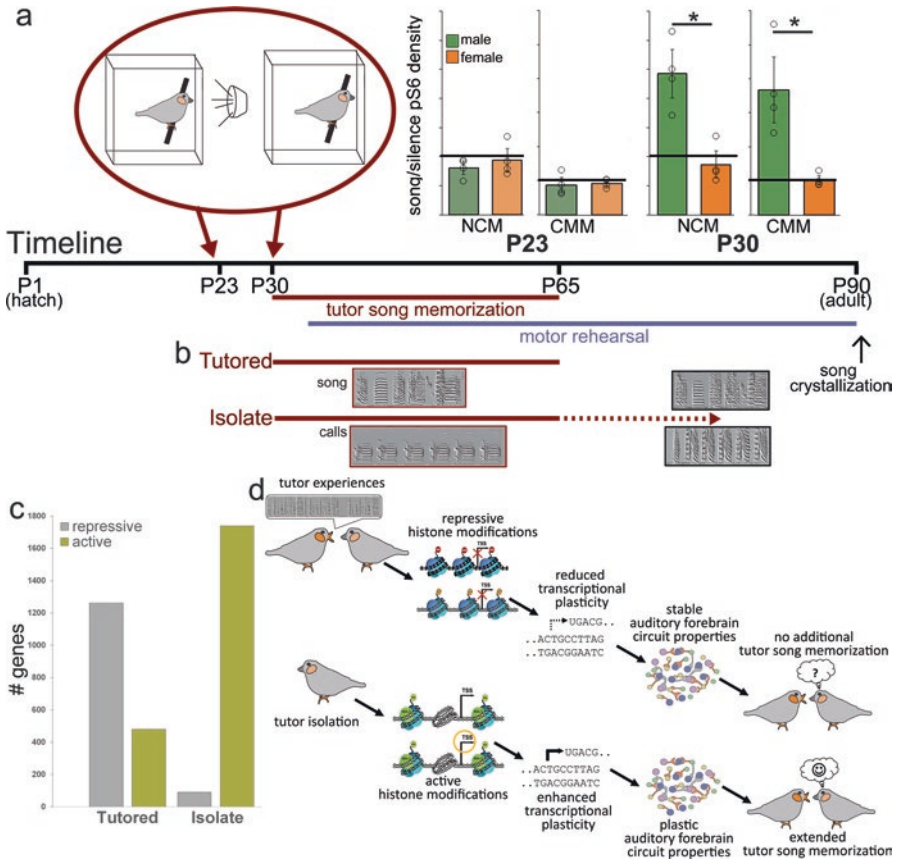 a
male
female
song/silence pS6 density
*
*
NCM
CMM
NCM
CMM
P23
P30
Timeline
P1
(hatch)
P23
P30
P65
P90
(adult)
tutor song memorization
motor rehearsal
song
crystallization
b
Tutored
song
Isolate
calls
c
repressive
active
# genes
1800
1600
1400
1200
1000
800
600
400
200
0
Tutored
Isolate
d
tutor experiences
repressive
histone modifications
TSS
TSS
reduced
transcriptional
plasticity
UGACG..
..ACTGCCTTAG
..TGACGGAATC
stable
auditory forebrain
circuit properties
no additional
tutor song memorization
?
tutor isolation
TSS
TSS
active
histone modifications
UGACG..
..ACTGCCTTAG
..TGACGGAATC
enhanced
transcriptional
plasticity
plastic
auditory forebrain
circuit properties
extended
tutor song memorization